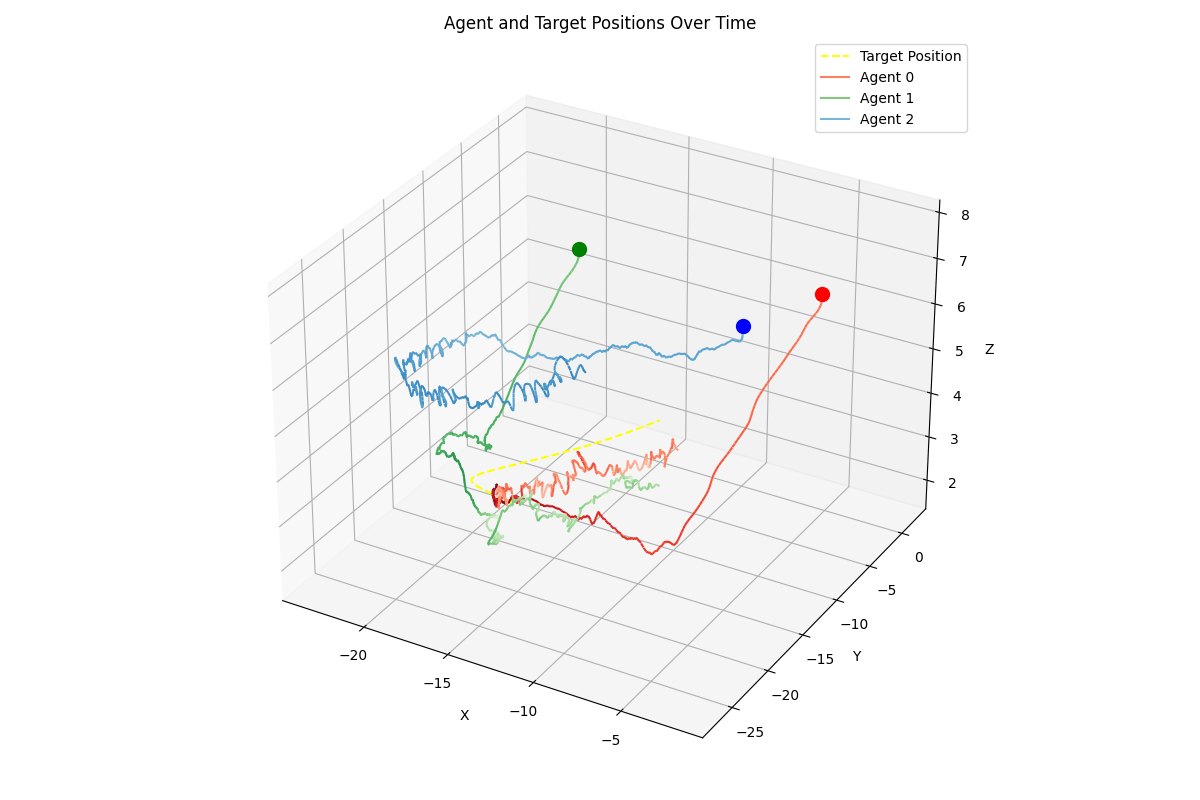 Agent and Target Positions Over Time
Target Position
Agent 0
Agent 1
Agent 2
8
7
6
5
Z
4
3
2
0
−5
−10
−15
Y
−20
−25
−20
−15
−10
−5
X